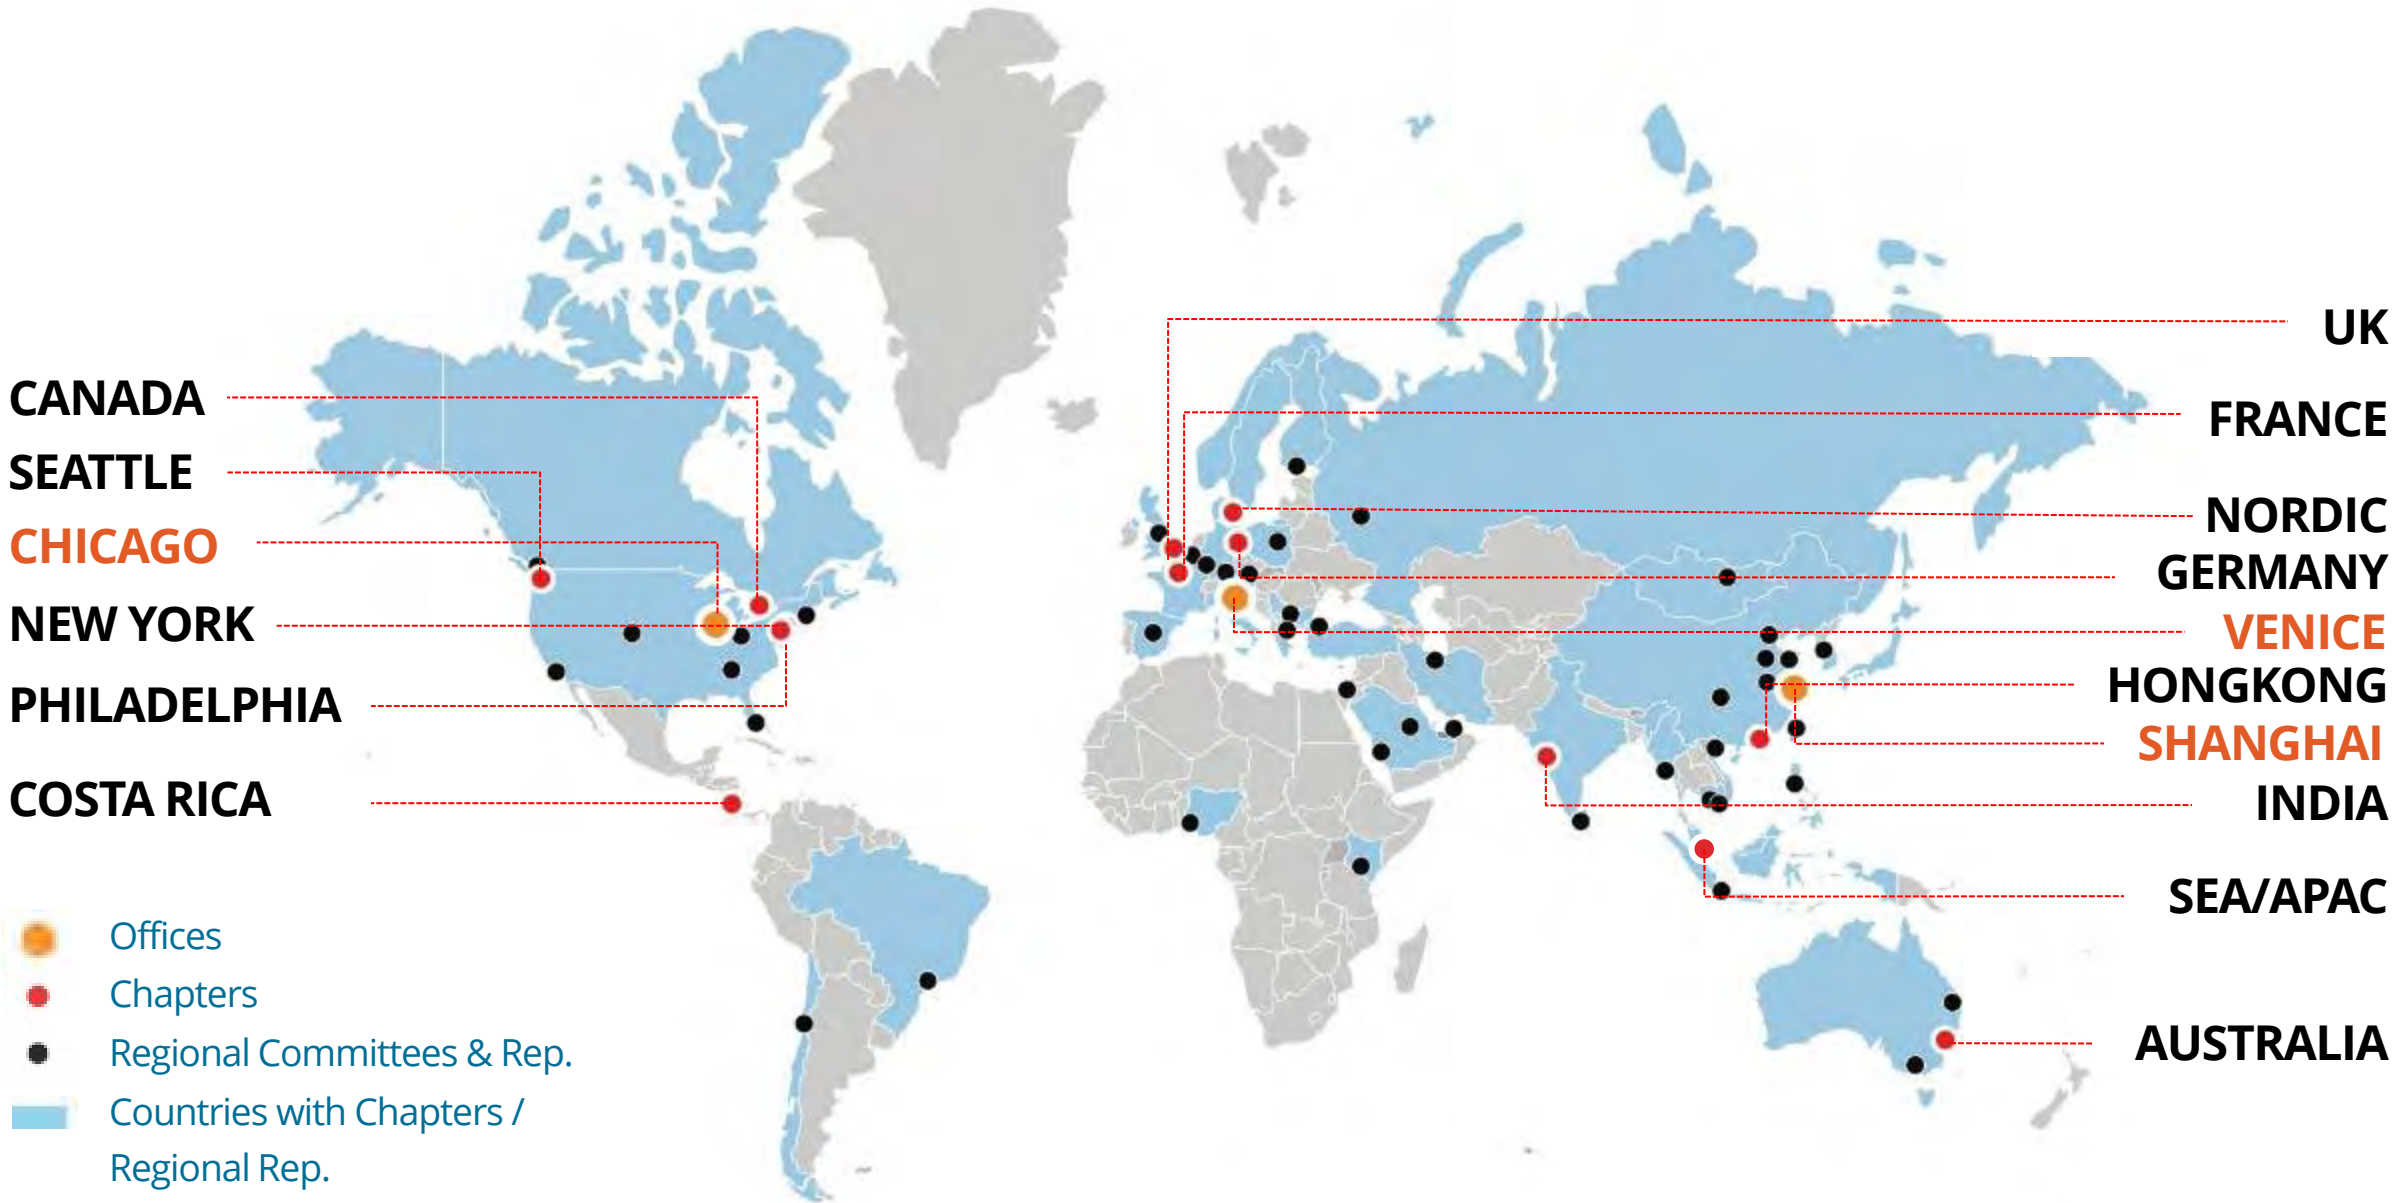 CANADA
SEATTLE
CHICAGO
NEW YORK
PHILADELPHIA
COSTA RICA
UK
FRANCE
NORDIC
GERMANY
VENICE
HONGKONG
SHANGHAI
INDIA
SEA/APAC
AUSTRALIA
Offices
Chapters
Regional Committees & Rep.
Countries with Chapters /
Regional Rep.